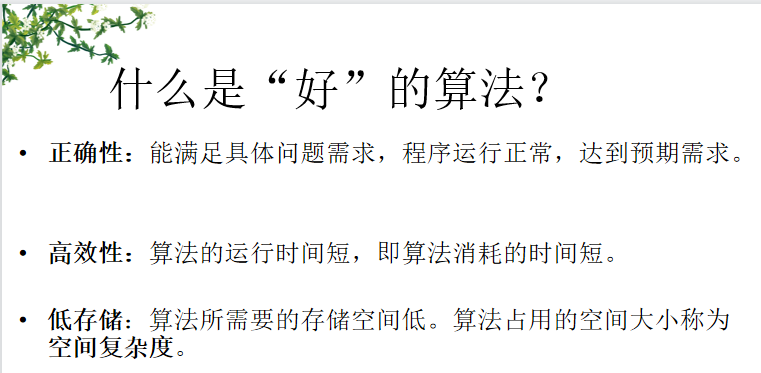 什么是“好”的算法？
• 正确性：能满足具体问题需求，程序运行正常，达到预期需求。
• 高效性：算法的运行时间短，即算法消耗的时间短。
• 低存储：算法所需要的存储空间低。算法占用的空间大小称为
空间复杂度。